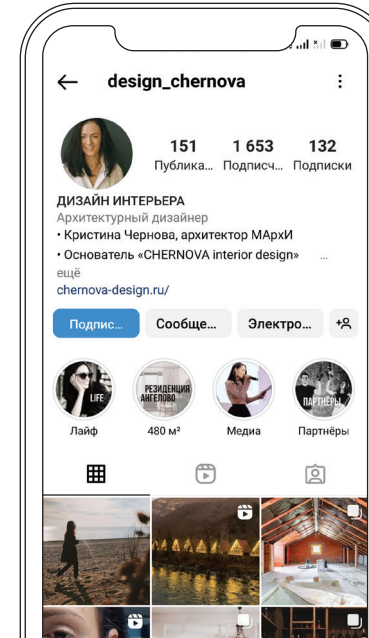 design_chernova
151 1 653 132
Публика... Подписч... Подписки
ДИЗАЙН ИНТЕРЬЕРА
Архитектурный дизайнер
• Кристина Чернова, архитектор МАрхИ
• Основатель «CHERNOVA interior design» ...
ещё
chernova-design.ru/
Подпис... Сообще... Электро...
LIFE
РЕЗИДЕНЦИЯ
АНГЕЛОВО
ПАРТНЁРЫ
Лайф 480 м² Медиа Партнёры